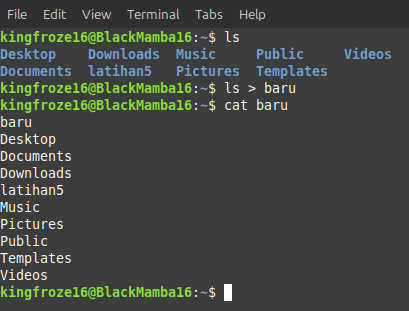 File Edit View Terminal Tabs Help
kingfroze16@BlackMamba16:~$ ls
Desktop Downloads Music Public Videos
Documents latihan5 Pictures Templates
kingfroze16@BlackMamba16:~$ ls > baru
kingfroze16@BlackMamba16:~$ cat baru
baru
Desktop
Documents
Downloads
latihan5
Music
Pictures
Public
Templates
Videos
kingfroze16@BlackMamba16:~$